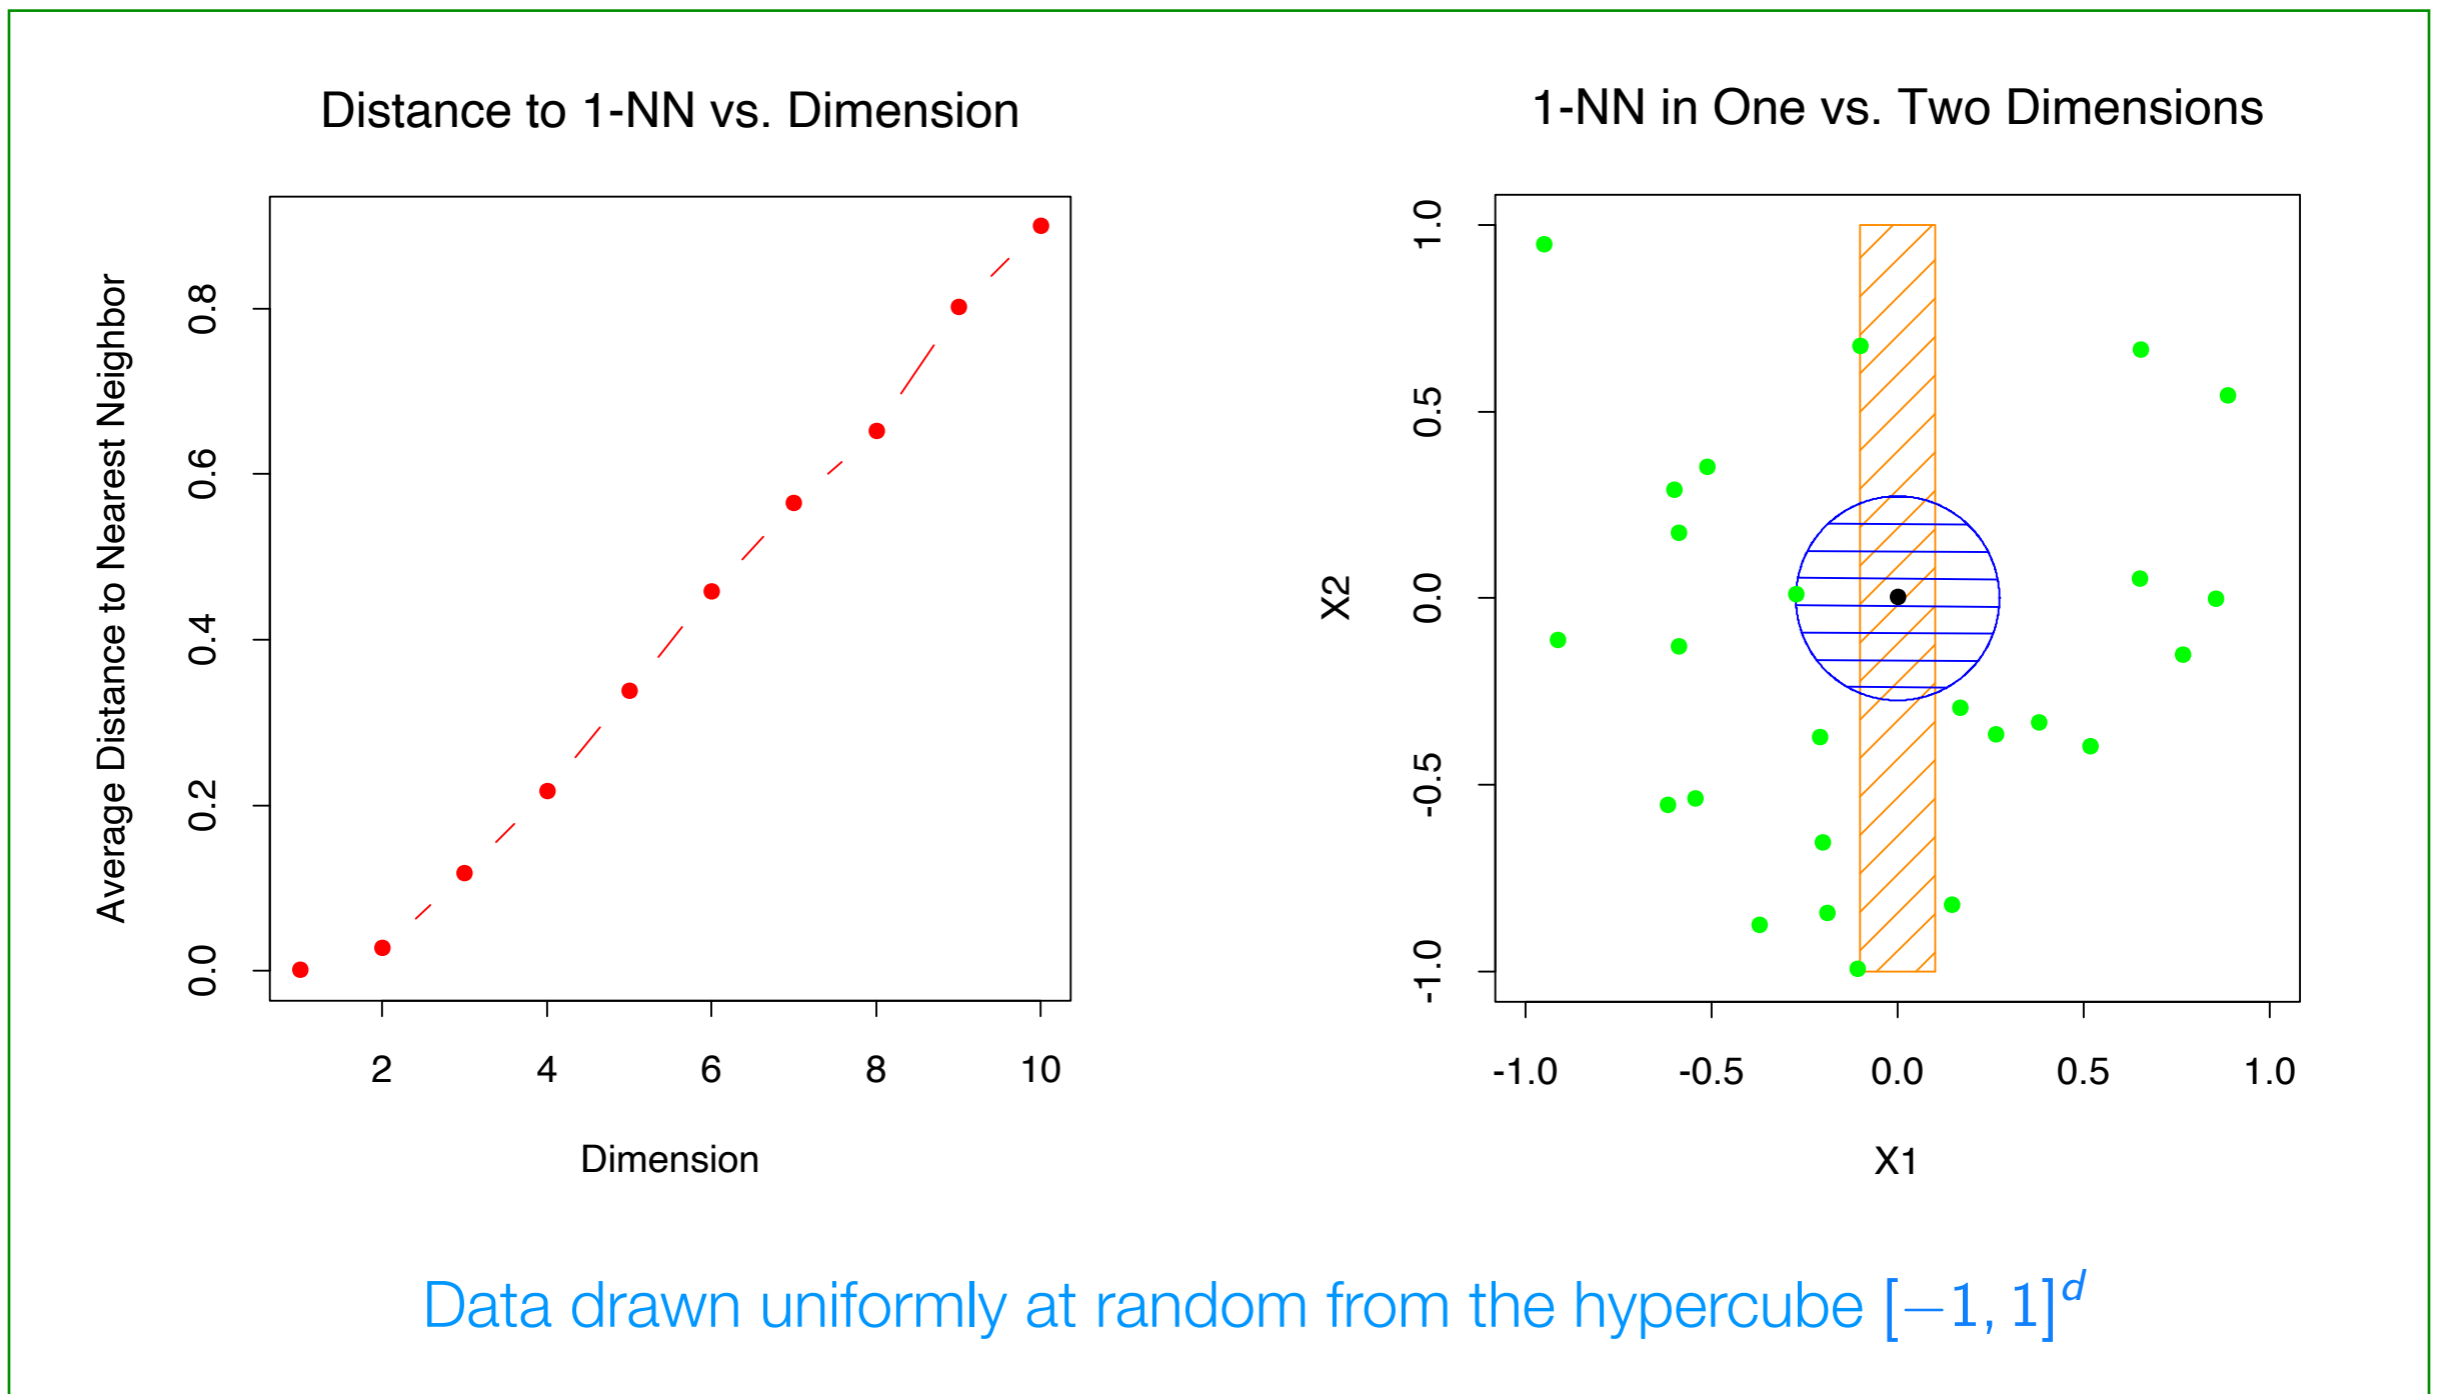 Distance to 1-NN vs. Dimension
Average Distance to Nearest Neighbor
0.8
0.6
0.4
0.2
0.0
2 4 6 8 10
Dimension
1-NN in One vs. Two Dimensions
X2
1.0
0.5
0.0
-0.5
-1.0
-1.0 -0.5 0.0 0.5 1.0
X1
Data drawn uniformly at random from the hypercube [−1, 1]^d